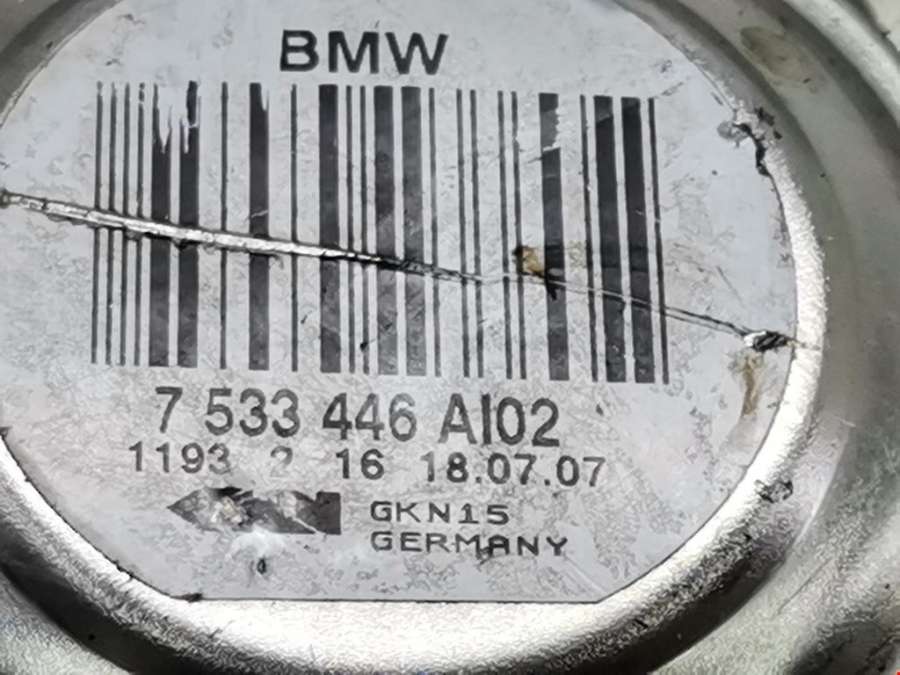 BMW
7 533 446 AI02
1193 2 16 18.07.07
GKN15
GERMANY